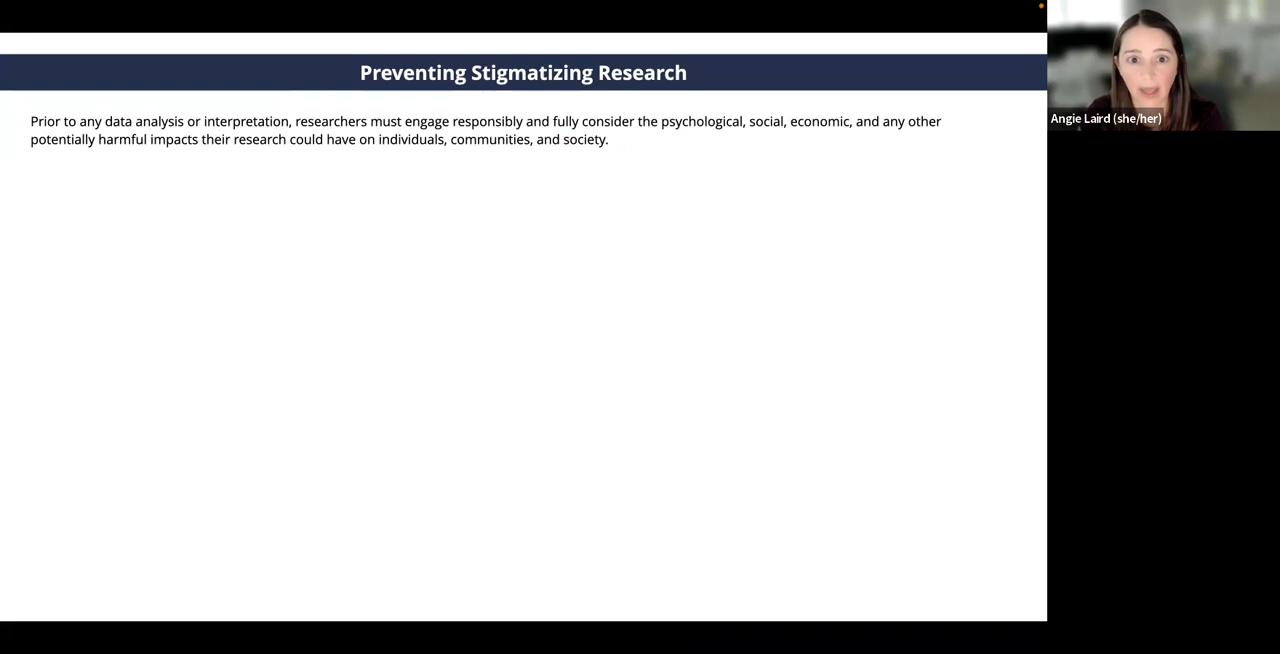 Preventing Stigmatizing Research
Prior to any data analysis or interpretation, researchers must engage responsibly and fully consider the psychological, social, economic, and any other
potentially harmful impacts their research could have on individuals, communities, and society.
Angie Laird (she/her)